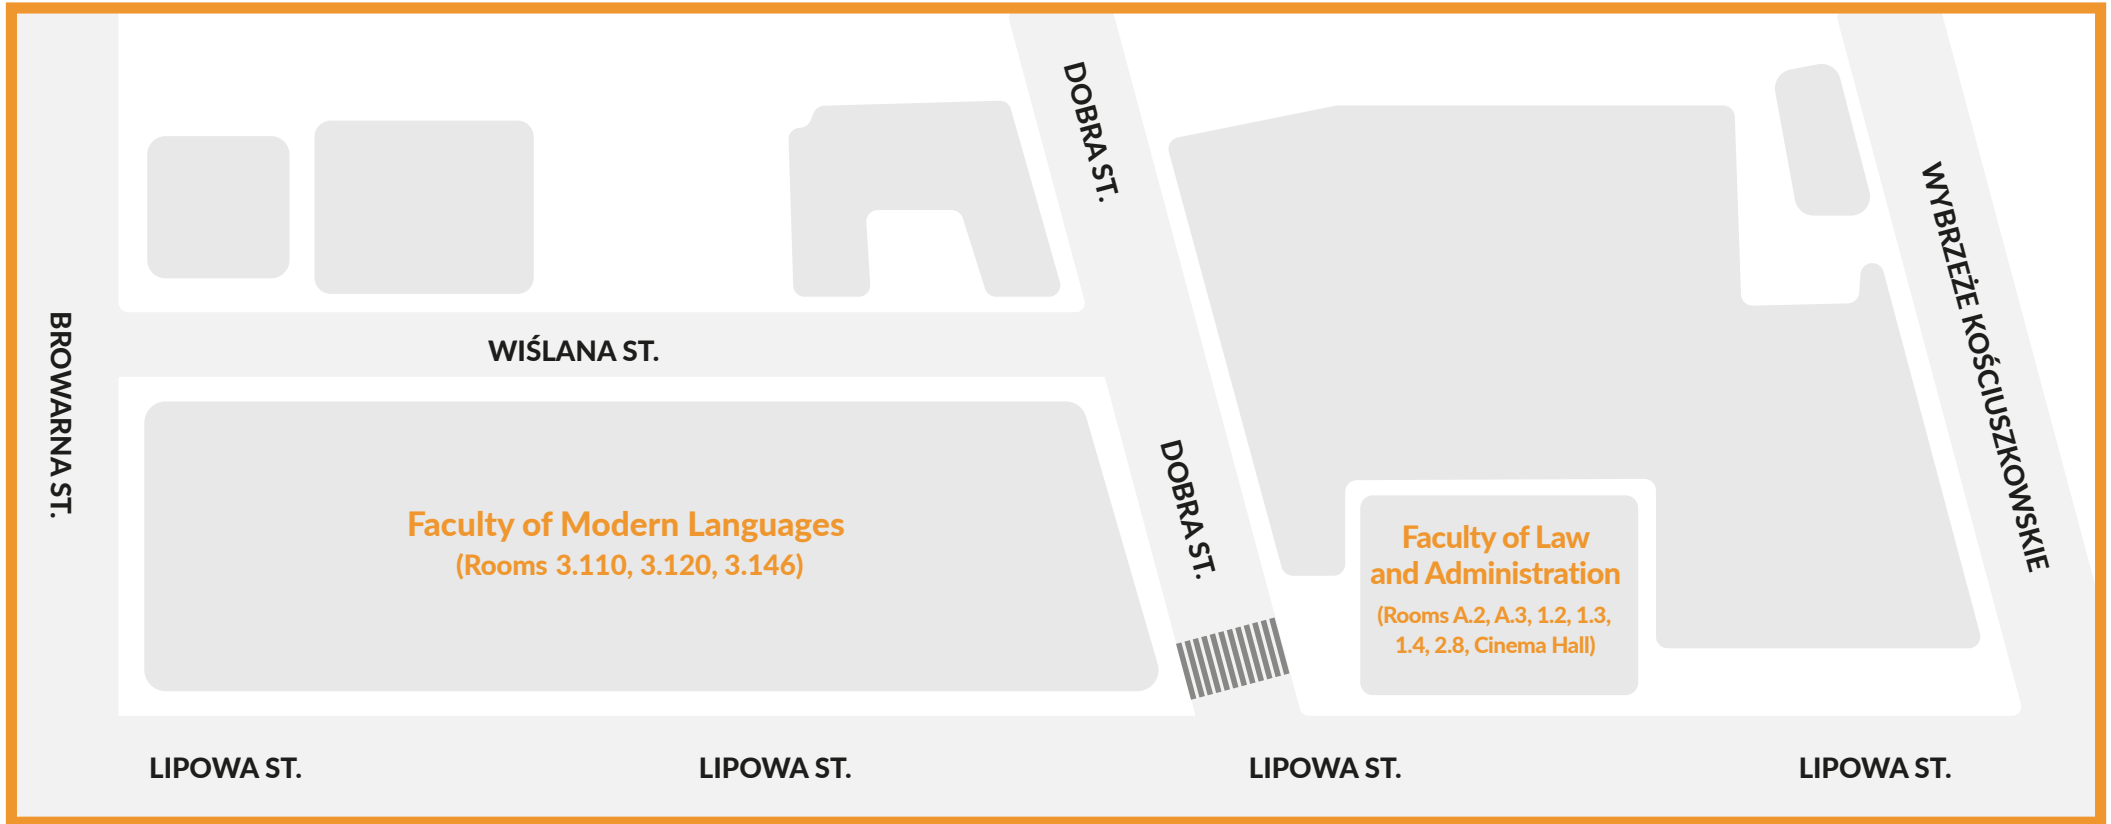 DOBRA ST.
WYBRZEŻE KOŚCIUSZKOWSKIE
BROWARNA ST.
WIŚLANA ST.
DOBRA ST.
Faculty of Modern Languages
(Rooms 3.110, 3.120, 3.146)
Faculty of Law
and Administration
(Rooms A.2, A.3, 1.2, 1.3,
1.4, 2.8, Cinema Hall)
LIPOWA ST.
LIPOWA ST.
LIPOWA ST.
LIPOWA ST.